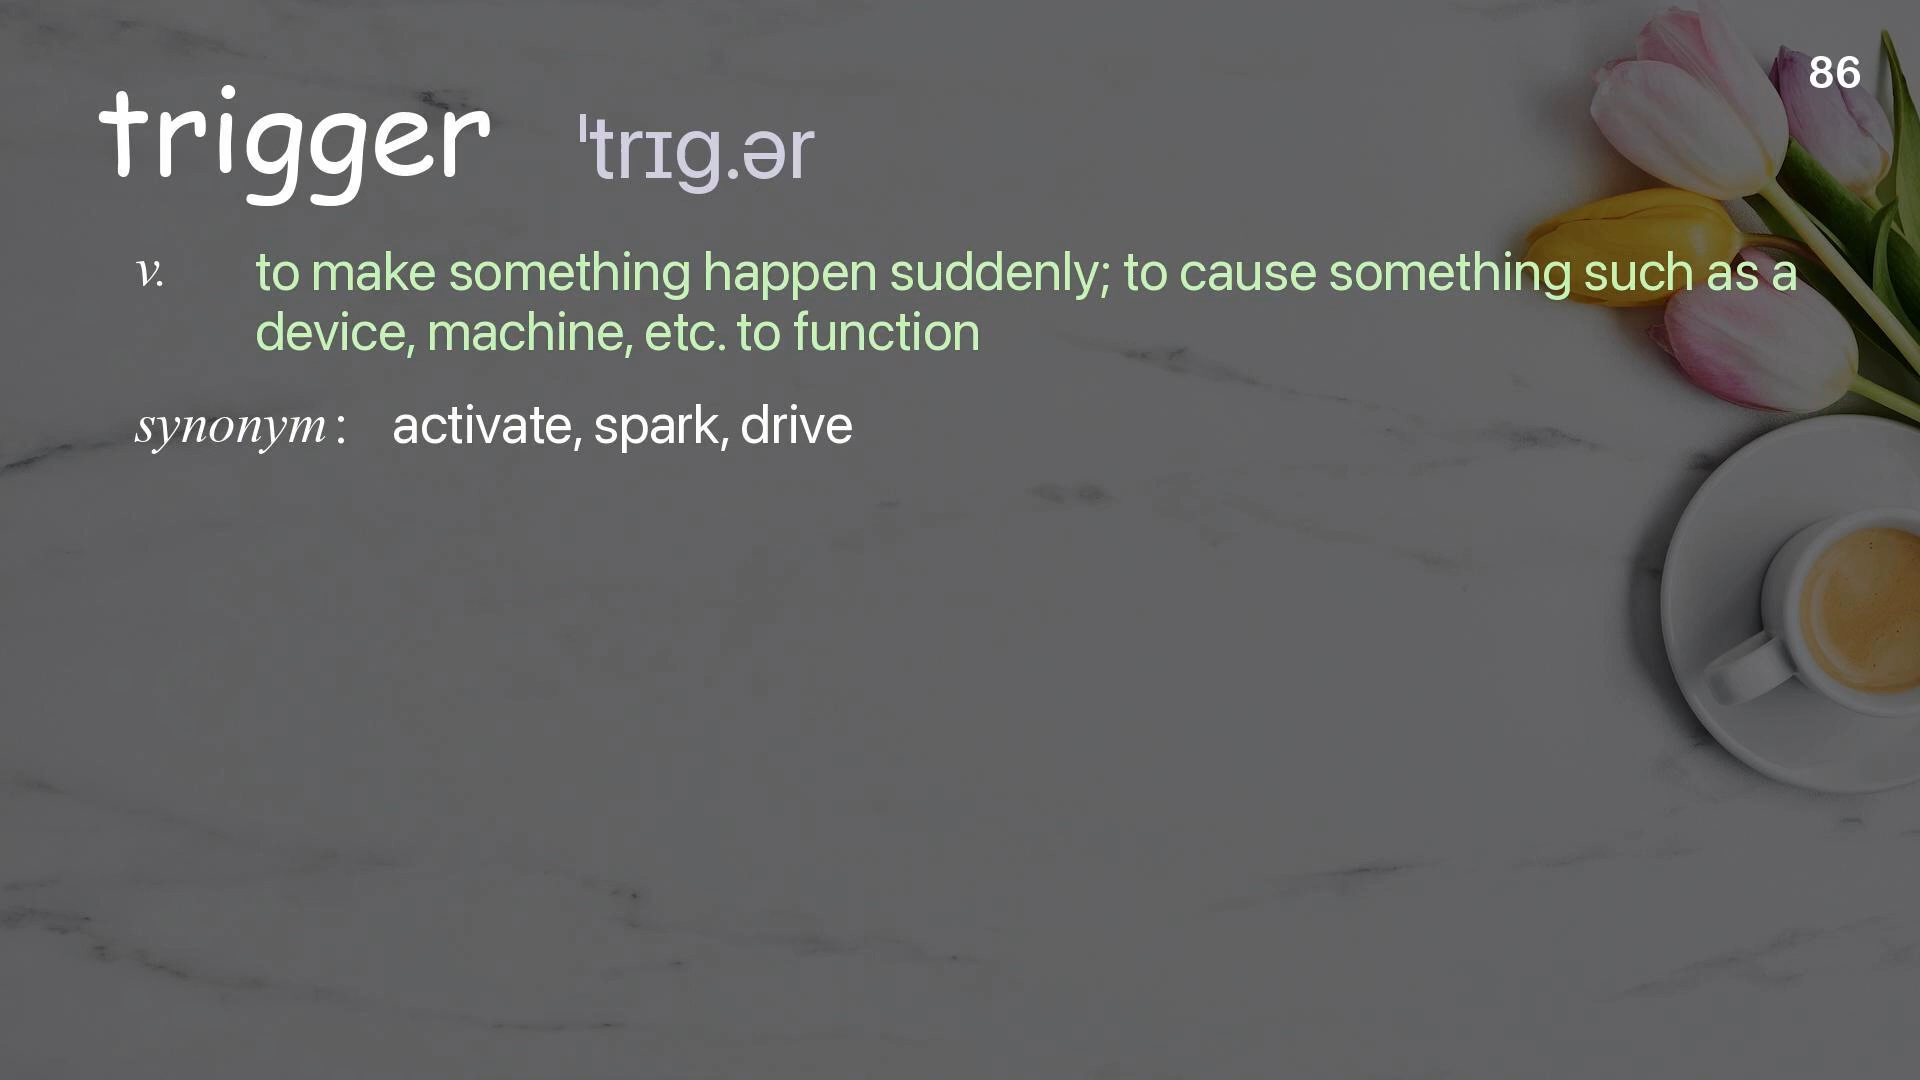 86
trigger ˈtrɪg.ər
v. to make something happen suddenly; to cause something such as a
device, machine, etc. to function
synonym : activate, spark, drive